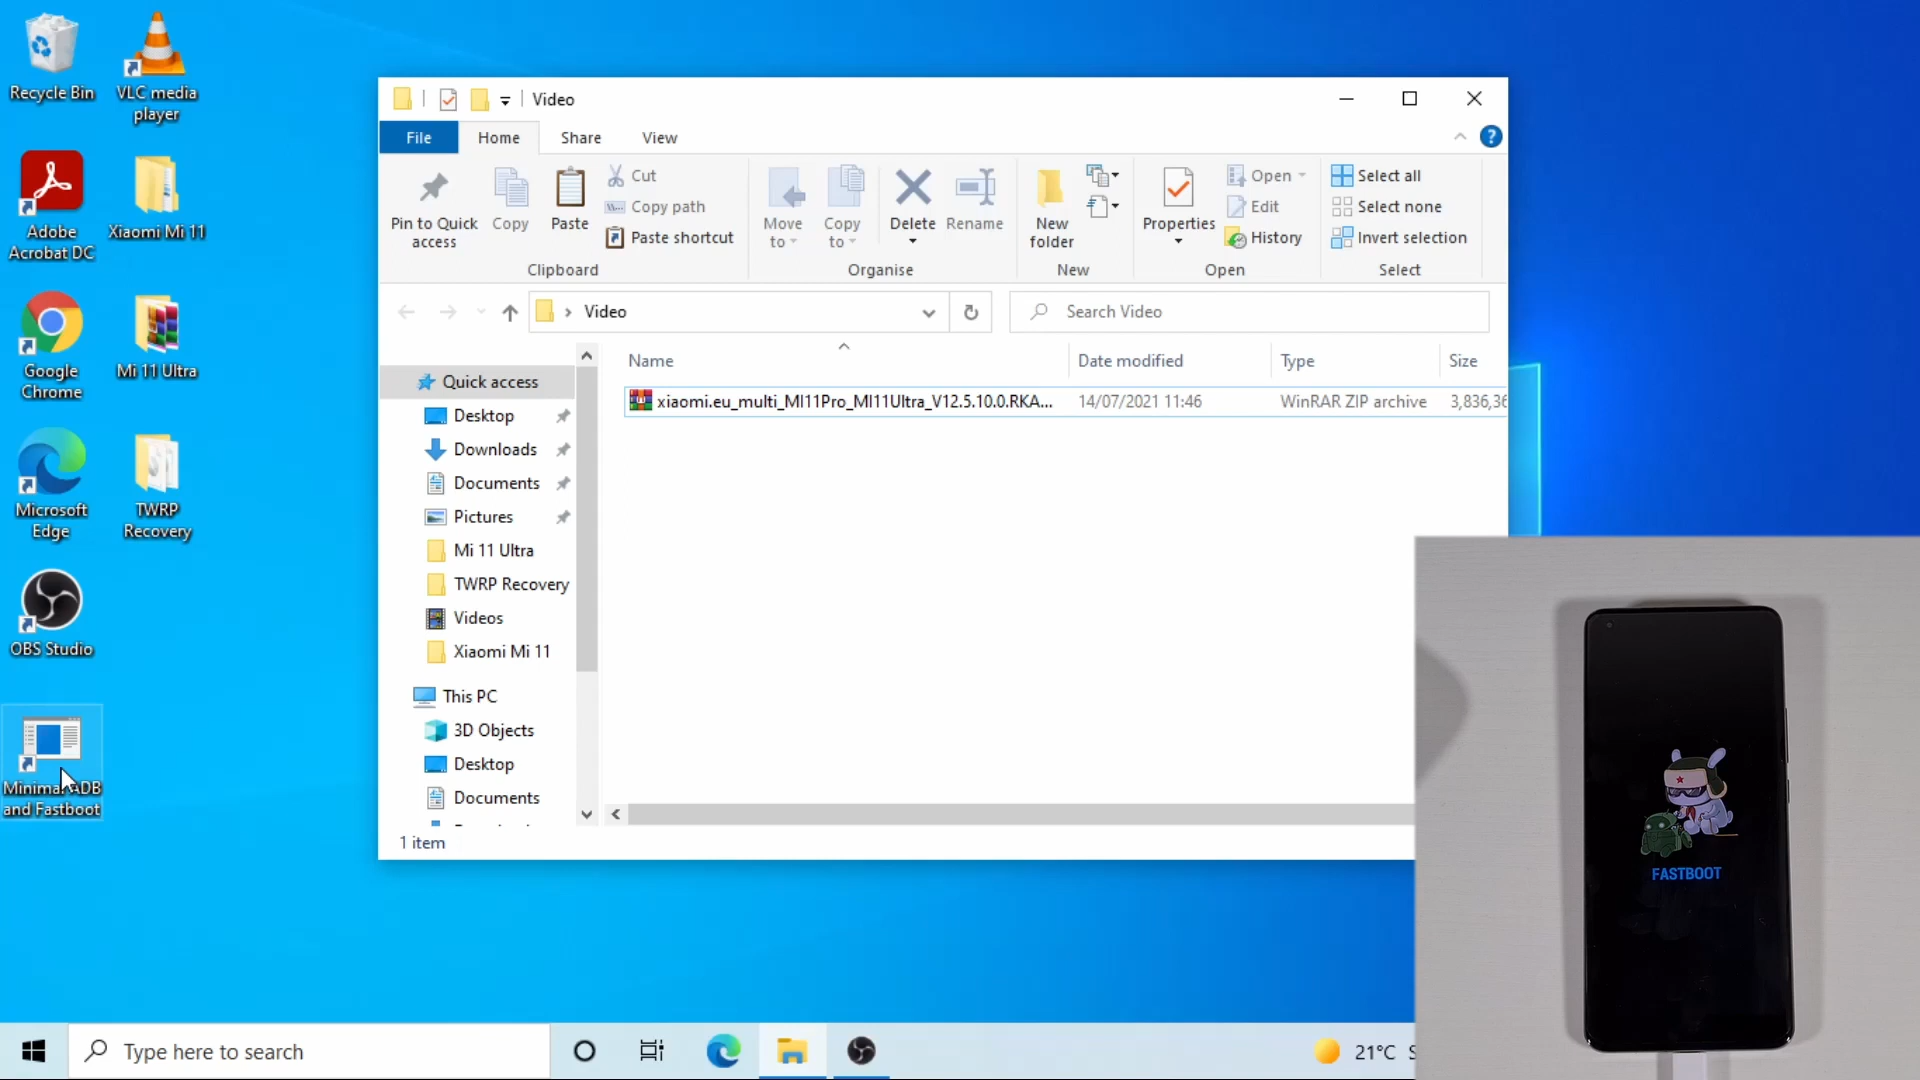 Recycle Bin
VLC media
player
Adobe
Acrobat DC
Xiaomi Mi 11
Google
Chrome
Mi 11 Ultra
Microsoft
Edge
TWRP
Recovery
OBS Studio
Minimal ADB
and Fastboot
Video
File
Home
Share
View
Pin to Quick
access
Copy
Paste
Cut
Copy path
Paste shortcut
Clipboard
Move
to
Copy
to
Delete
Rename
Organise
New
folder
New
Properties
Open
Edit
History
Open
Select all
Select none
Invert selection
Select
Video
Search Video
Name
Date modified
Type
Size
xiaomi.eu_multi_MI11Pro_MI11Ultra_V12.5.10.0.RKA...
14/07/2021 11:46
WinRAR ZIP archive
3,836,36
Quick access
Desktop
Downloads
Documents
Pictures
Mi 11 Ultra
TWRP Recovery
Videos
Xiaomi Mi 11
This PC
3D Objects
Desktop
Documents
1 item
FASTBOOT
Type here to search
21°C S